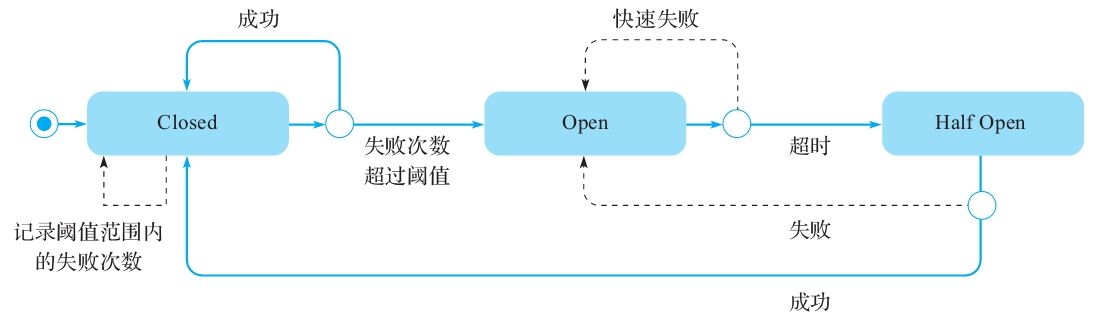 成功
快速失败
Closed
Open
Half Open
失败次数
超过阈值
超时
记录阈值范围内
的失败次数
失败
成功